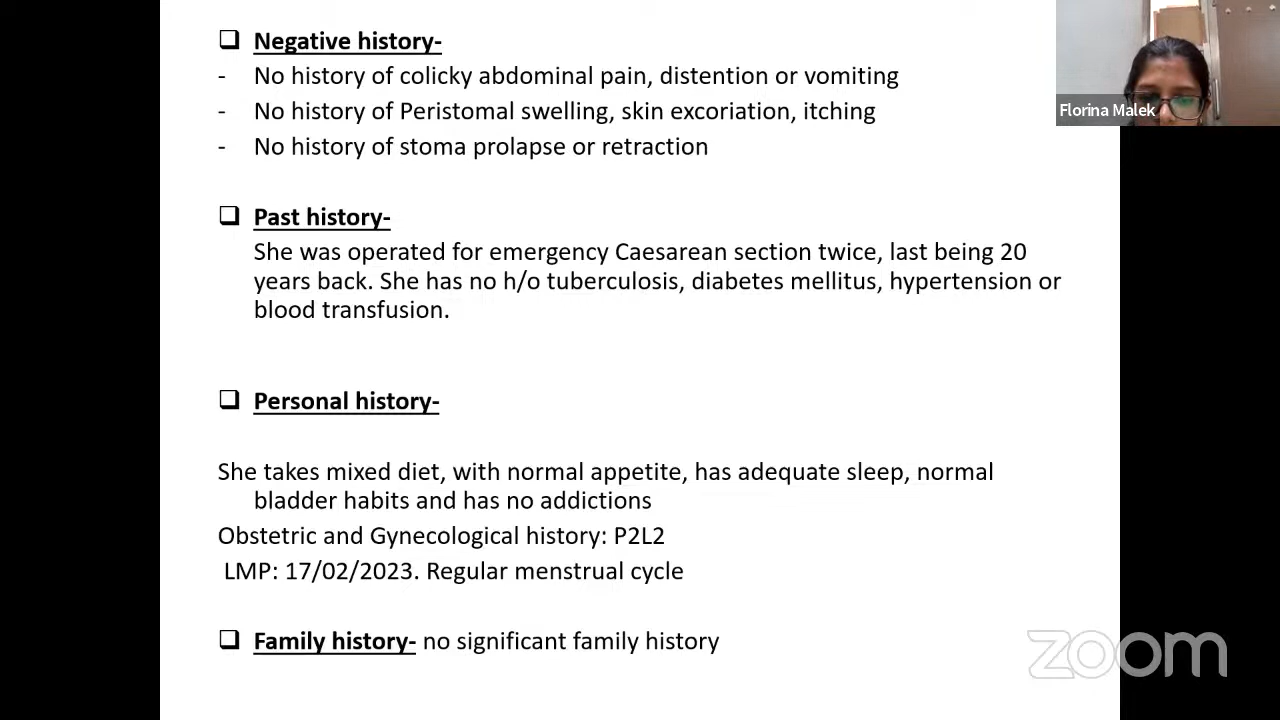 Negative history-
- No history of colicky abdominal pain, distention or vomiting
- No history of Peristomal swelling, skin excoriation, itching
- No history of stoma prolapse or retraction
Florina Malek
Past history-
She was operated for emergency Caesarean section twice, last being 20
years back. She has no h/o tuberculosis, diabetes mellitus, hypertension or
blood transfusion.
Personal history-
She takes mixed diet, with normal appetite, has adequate sleep, normal
bladder habits and has no addictions
Obstetric and Gynecological history: P2L2
LMP: 17/02/2023. Regular menstrual cycle
Family history- no significant family history
zoom